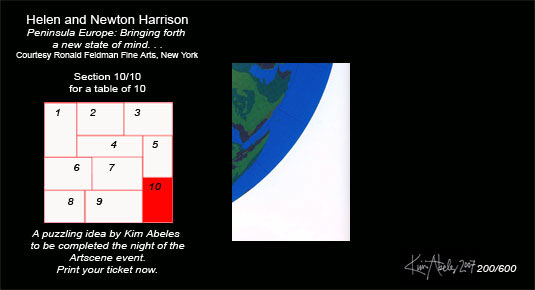 Helen and Newton Harrison
Peninsula Europe: Bringing forth
a new state of mind. . .
Courtesy Ronald Feldman Fine Arts, New York
Section 10/10
for a table of 10
1 2 3
4 5
6 7
10
8 9
A puzzling idea by Kim Abeles
to be completed the night of the
Artscene event.
Print your ticket now.
Kim Abeles 2007 200/600